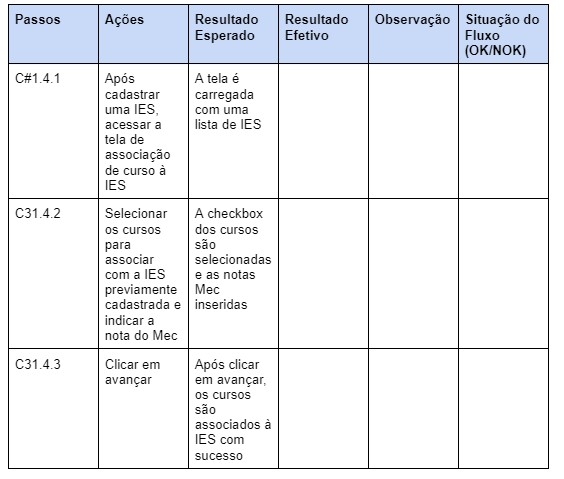 Passos
Ações
Resultado
Esperado
Resultado
Efetivo
Observação
Situação do
Fluxo
(OK/NOK)
C#1.4.1
Após
cadastrar
uma IES,
acessar a
tela de
associação
de curso à
IES
A tela é
carregada
com uma
lista de IES
C31.4.2
Selecionar
os cursos
para
associar
com a IES
previamente
cadastrada e
indicar a
nota do Mec
A checkbox
dos cursos
são
selecionadas
e as notas
Mec
inseridas
C31.4.3
Clicar em
avançar
Após clicar
em avançar,
os cursos
são
associados à
IES com
sucesso